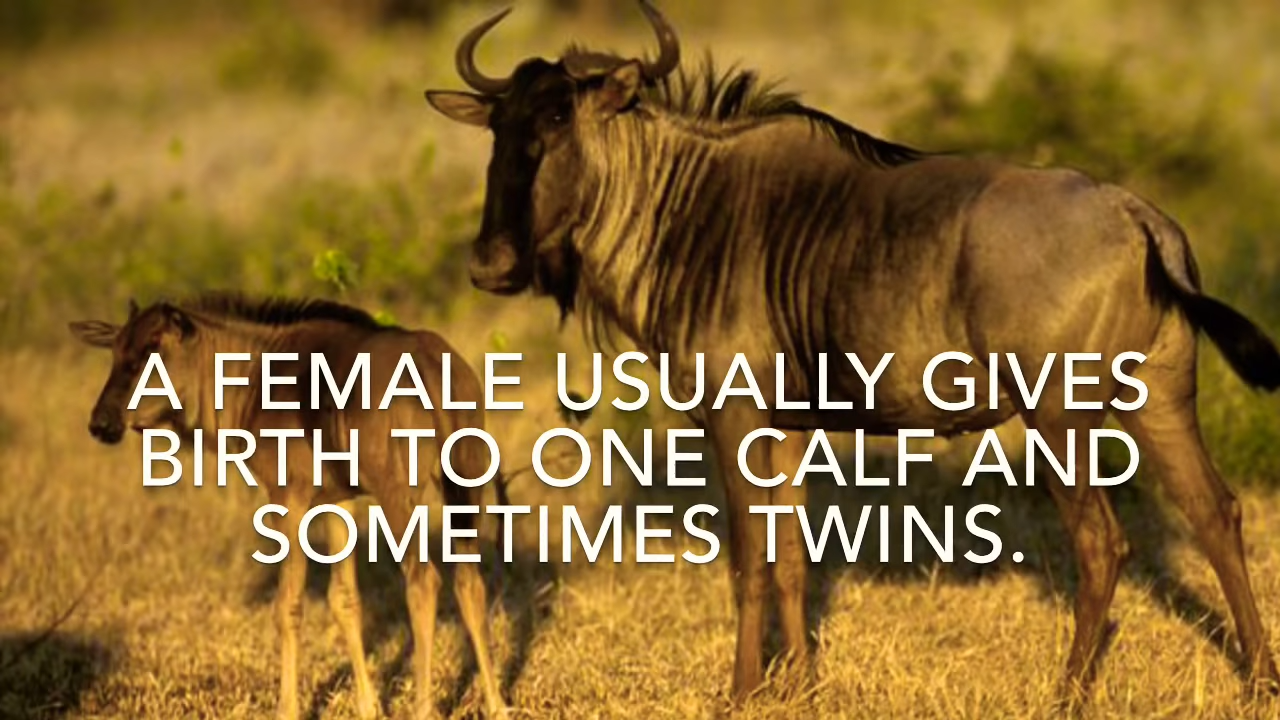 A FEMALE USUALLY GIVES
BIRTH TO ONE CALF AND
SOMETIMES TWINS.